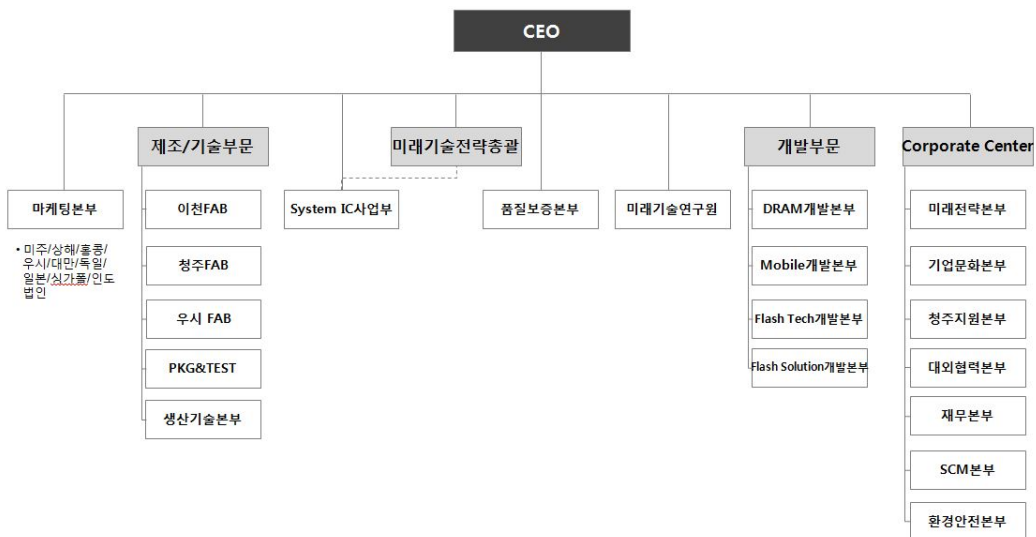 CEO
제조/기술부문
미래기술전략총괄
개발부문
Corporate Center
마케팅본부
• 미주/상해/홍콩/
우시/대만/독일/
일본/싱가폴/인도
법인
이천FAB
청주FAB
우시 FAB
PKG&TEST
생산기술본부
System IC사업부
품질보증본부
미래기술연구원
DRAM개발본부
Mobile개발본부
Flash Tech개발본부
Flash Solution개발본부
미래전략본부
기업문화본부
청주지원본부
대외협력본부
재무본부
SCM본부
환경안전본부